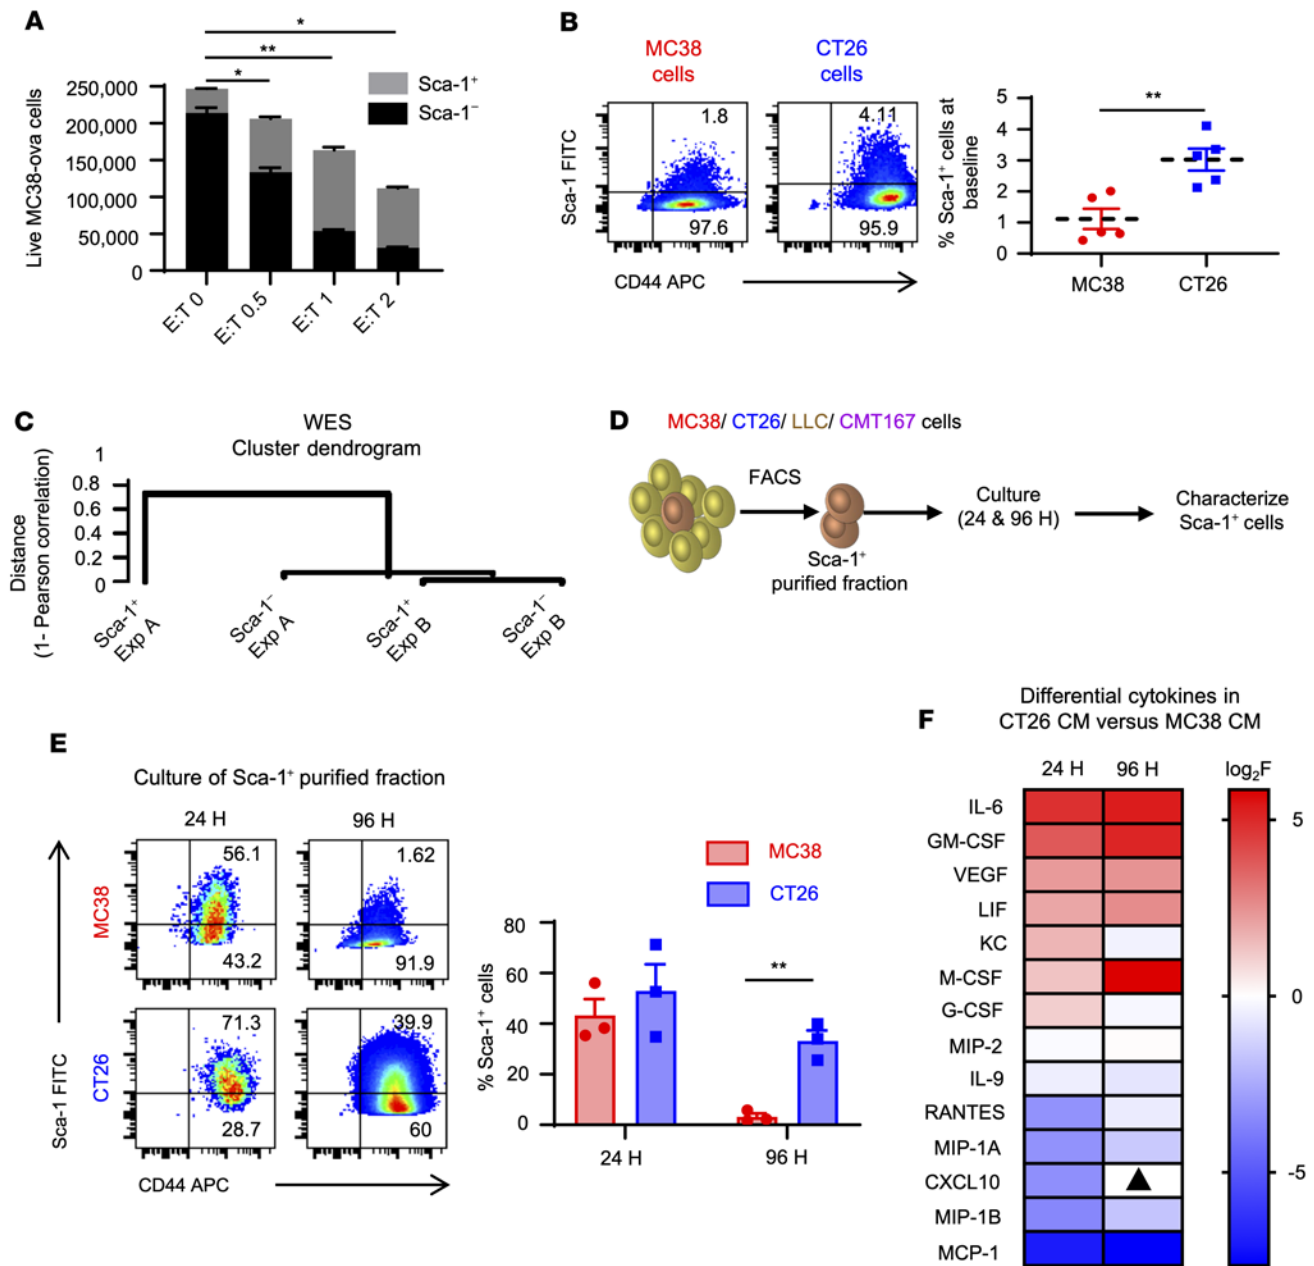 A
Live MC38-ova cells
250,000
200,000
150,000
100,000
50,000
0
*
**
*
Sca-1⁺
Sca-1⁻
E:T 0
E:T 0.5
E:T 1
E:T 2
B
MC38
cells
CT26
cells
Sca-1 FITC
1.8
97.6
4.11
95.9
CD44 APC
% Sca-1⁺ cells at
baseline
5
4
3
2
1
0
**
MC38
CT26
C
WES
Cluster dendrogram
Distance
(1- Pearson correlation)
1
0.8
0.6
0.4
0.2
0
Sca-1⁺
Exp A
Sca-1⁻
Exp A
Sca-1⁺
Exp B
Sca-1⁻
Exp B
D
MC38/ CT26/ LLC/ CMT167 cells
FACS
Sca-1⁺
purified fraction
Culture
(24 & 96 H)
Characterize
Sca-1⁺ cells
E
Culture of Sca-1⁺ purified fraction
24 H
96 H
MC38
56.1
43.2
1.62
91.9
CT26
71.3
28.7
39.9
60
Sca-1 FITC
CD44 APC
MC38
CT26
% Sca-1⁺ cells
80
60
40
20
0
**
24 H
96 H
F
Differential cytokines in
CT26 CM versus MC38 CM
24 H
96 H
log₂F
IL-6
GM-CSF
VEGF
LIF
KC
M-CSF
G-CSF
MIP-2
IL-9
RANTES
MIP-1A
CXCL10
MIP-1B
MCP-1
5
0
-5